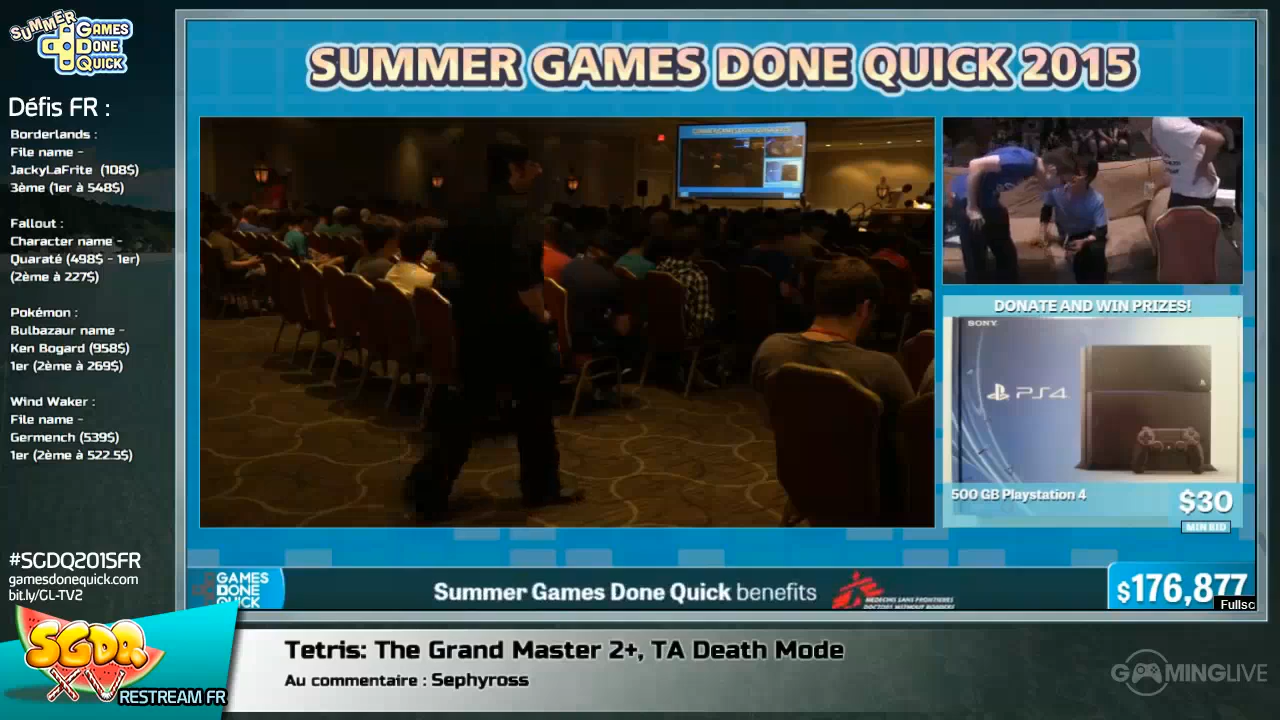 SUMMER
GAMES
DONE
QUICK
Défis FR :
Borderlands :
File name -
JackyLaFrite (108$)
3ème (1er à 548$)
Fallout :
Character name -
Quaraté (498$ - 1er)
(2ème à 227$)
Pokémon :
Bulbazaur name -
Ken Bogard (958$)
1er (2ème à 269$)
Wind Waker :
File name -
Germench (539$)
1er (2ème à 522.5$)
#SGDQ2015FR
gamesdonequick.com
bit.ly/GL-TV2
SGDQ
XV
RESTREAM FR
SUMMER GAMES DONE QUICK 2015
DONATE AND WIN PRIZES!
SONY
PS4
500 GB Playstation 4
$30
MIN BID
GAMES
DONE
QUICK
Summer Games Done Quick benefits
MEDECINS SANS FRONTIERES
DOCTORS WITHOUT BORDERS
$176,877
Fullsc
Tetris: The Grand Master 2+, TA Death Mode
Au commentaire : Sephyross
GAMINGLIVE